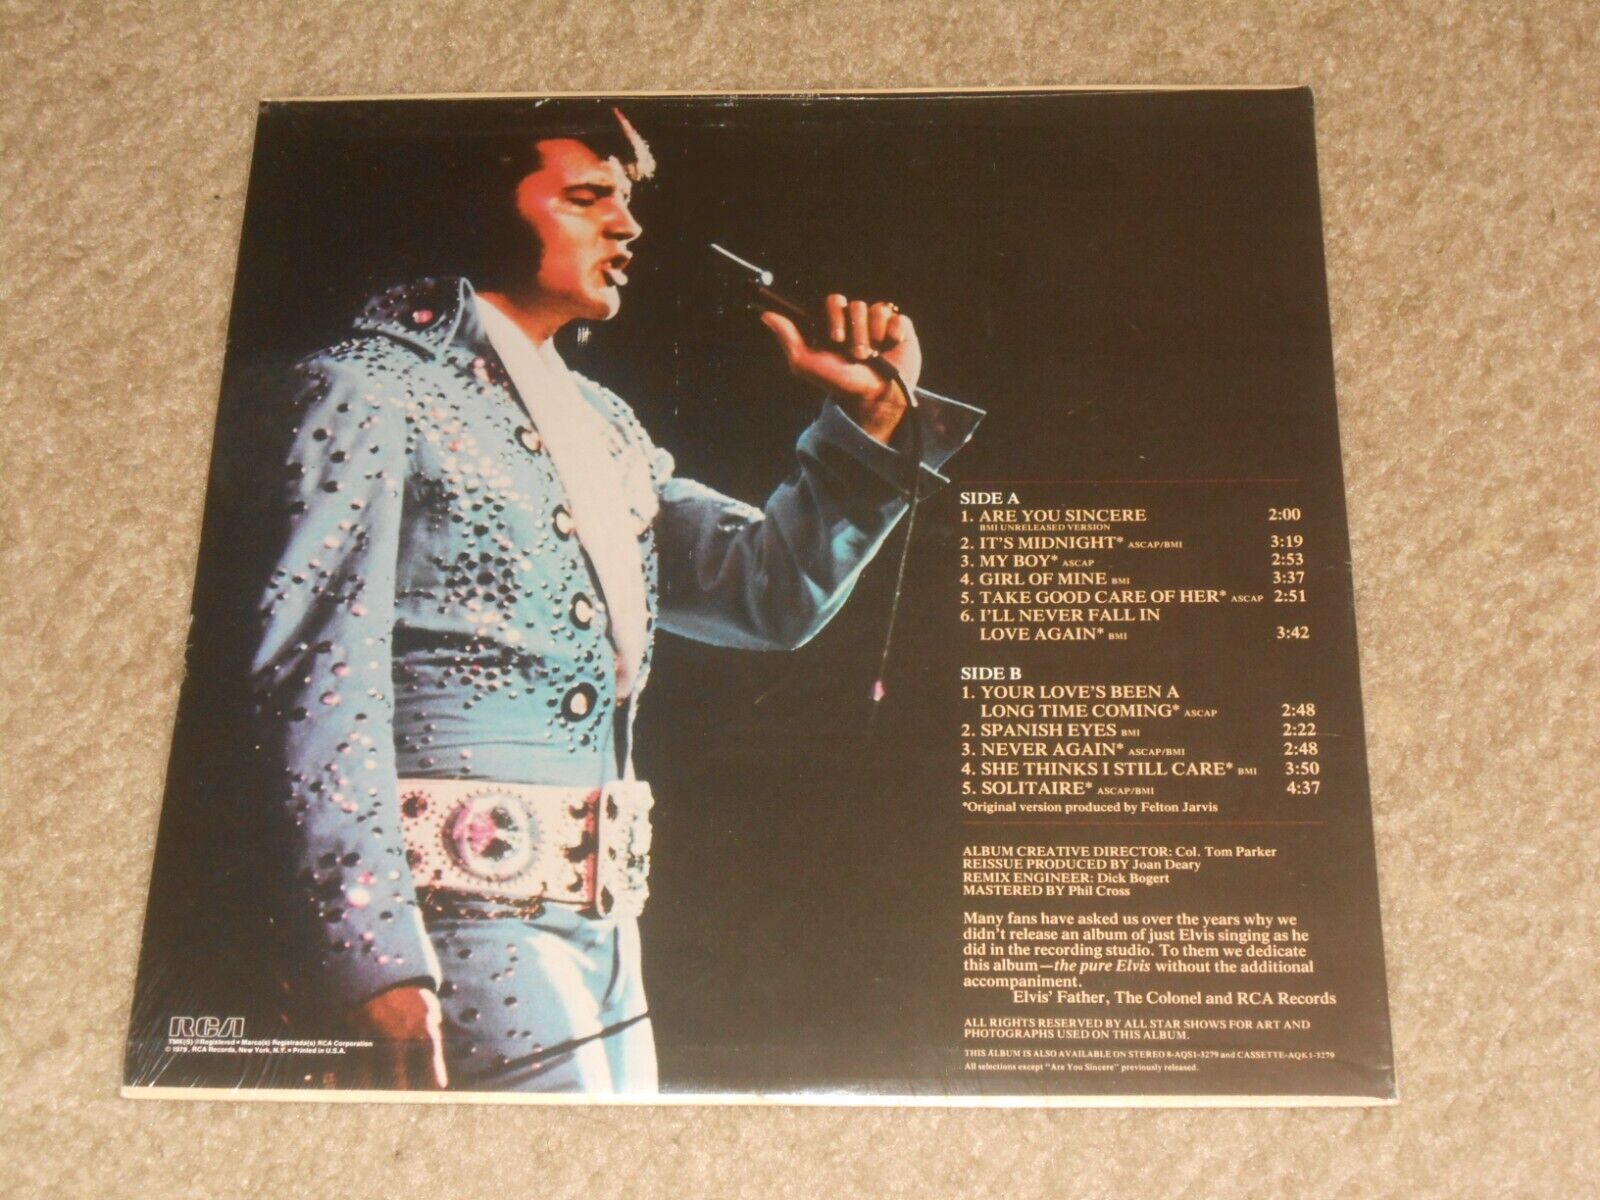 SIDE A
1. ARE YOU SINCERE 2:00
BMI UNRELEASED VERSION
2. IT'S MIDNIGHT* ASCAP/BMI 3:19
3. MY BOY* ASCAP 2:53
4. GIRL OF MINE BMI 3:37
5. TAKE GOOD CARE OF HER* ASCAP 2:51
6. I'LL NEVER FALL IN
LOVE AGAIN* BMI 3:42
SIDE B
1. YOUR LOVE'S BEEN A
LONG TIME COMING* ASCAP 2:48
2. SPANISH EYES BMI 2:22
3. NEVER AGAIN* ASCAP/BMI 2:48
4. SHE THINKS I STILL CARE* BMI 3:50
5. SOLITAIRE* ASCAP/BMI 4:37
*Original version produced by Felton Jarvis
ALBUM CREATIVE DIRECTOR: Col. Tom Parker
REISSUE PRODUCED BY Joan Deary
REMIX ENGINEER: Dick Bogert
MASTERED BY Phil Cross
Many fans have asked us over the years why we
didn't release an album of just Elvis singing as he
did in the recording studio. To them we dedicate
this album—the pure Elvis without the additional
accompaniment.
Elvis' Father, The Colonel and RCA Records
ALL RIGHTS RESERVED BY ALL STAR SHOWS FOR ART AND
PHOTOGRAPHS USED ON THIS ALBUM.
THIS ALBUM IS ALSO AVAILABLE ON STEREO 8-AQS1-3279 and CASSETTE-AQK1-3279
All selections except "Are You Sincere" previously released.
RCA
TMK(S) ®Registered • Marca(s) Registrada(s) RCA Corporation
© 1979, RCA Records, New York, N.Y. • Printed in U.S.A.